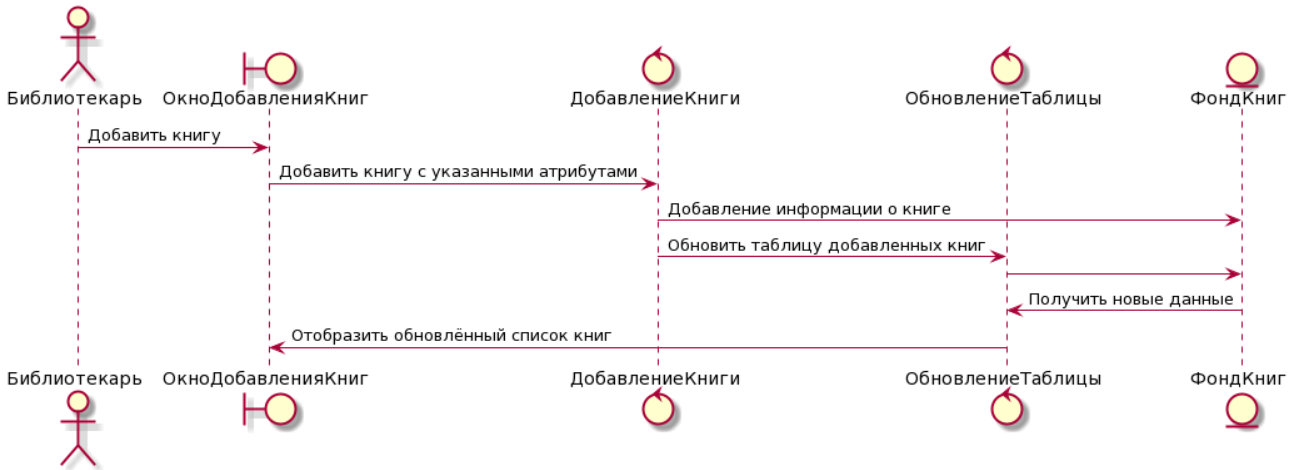 Библиотекарь
ОкноДобавленияКниг
ДобавлениеКниги
ОбновлениеТаблицы
ФондКниг
Добавить книгу
Добавить книгу с указанными атрибутами
Добавление информации о книге
Обновить таблицу добавленных книг
Получить новые данные
Отобразить обновлённый список книг
Библиотекарь
ОкноДобавленияКниг
ДобавлениеКниги
ОбновлениеТаблицы
ФондКниг